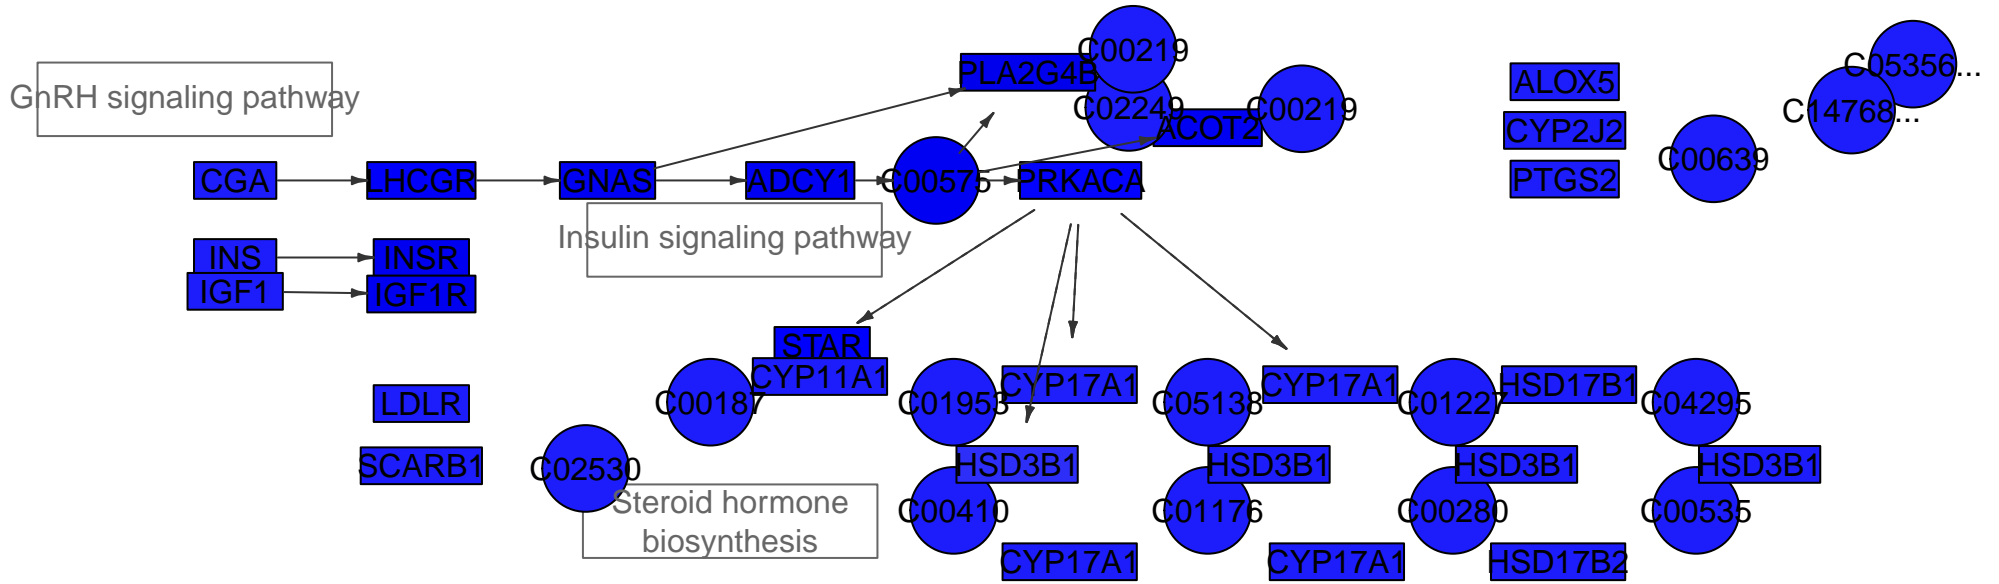 C00219
C05356...
PLA2G4B
ALOX5
GnRH signaling pathway
C02249
C00219
C14768...
ACOT2
CYP2J2
C00639
CGA
LHCGR
GNAS
ADCY1
C00575
PRKACA
PTGS2
Insulin signaling pathway
INS
INSR
IGF1
IGF1R
STAR
CYP11A1
CYP17A1
CYP17A1
HSD17B1
LDLR
C00187
C01953
C05138
C01227
C04295
SCARB1
C02530
HSD3B1
HSD3B1
HSD3B1
HSD3B1
Steroid hormone
biosynthesis
C00410
C01176
C00280
C00535
CYP17A1
CYP17A1
HSD17B2